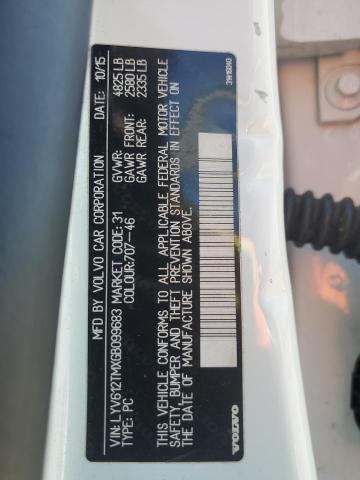 MFD BY VOLVO CAR CORPORATION DATE: 10/15
GVWR: 4825 LB
GAWR FRONT: 2580 LB
GAWR REAR: 2335 LB
VIN: LYV612TMXGB099683 MARKET CODE: 31
TYPE: PC COLOUR: 707-46
THIS VEHICLE CONFORMS TO ALL APPLICABLE FEDERAL MOTOR VEHICLE
SAFETY, BUMPER AND THEFT PREVENTION STANDARDS IN EFFECT ON
THE DATE OF MANUFACTURE SHOWN ABOVE.
VOLVO